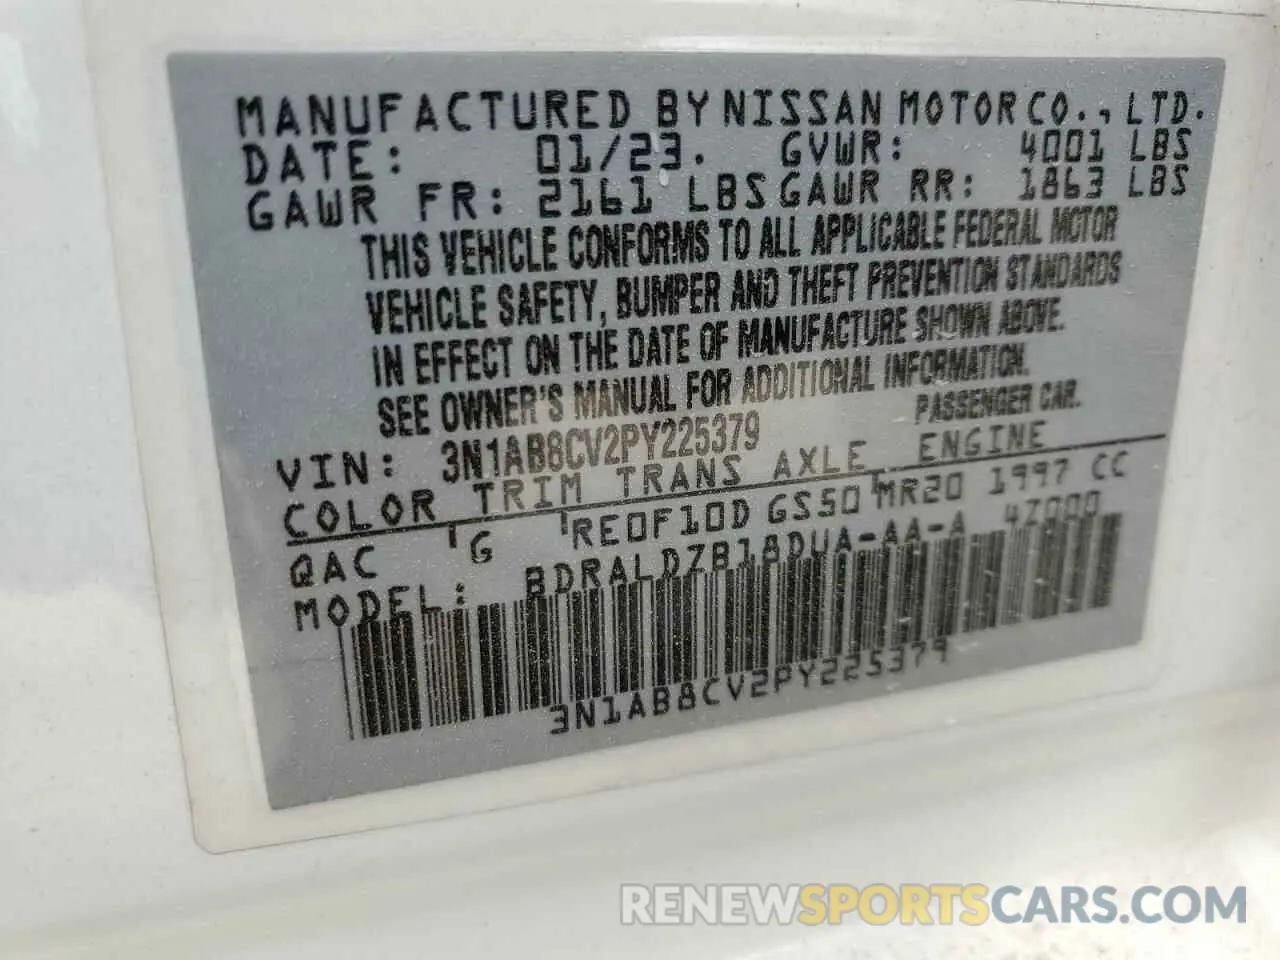 MANUFACTURED BY NISSAN MOTOR CO., LTD.
DATE: 01/23. GVWR: 4001 LBS
GAWR FR: 2161 LBS GAWR RR: 1863 LBS
THIS VEHICLE CONFORMS TO ALL APPLICABLE FEDERAL MOTOR
VEHICLE SAFETY, BUMPER AND THEFT PREVENTION STANDARDS
IN EFFECT ON THE DATE OF MANUFACTURE SHOWN ABOVE.
SEE OWNER'S MANUAL FOR ADDITIONAL INFORMATION.
VIN: 3N1AB8CV2PY225379 PASSENGER CAR.
COLOR TRIM TRANS AXLE ENGINE
QAC G RE0F10D GS50 MR20 1997 CC
MODEL: BDRALDZB18DUA-AA-A 4Z000
3N1AB8CV2PY225379
RENEWSPORTSCARS.COM